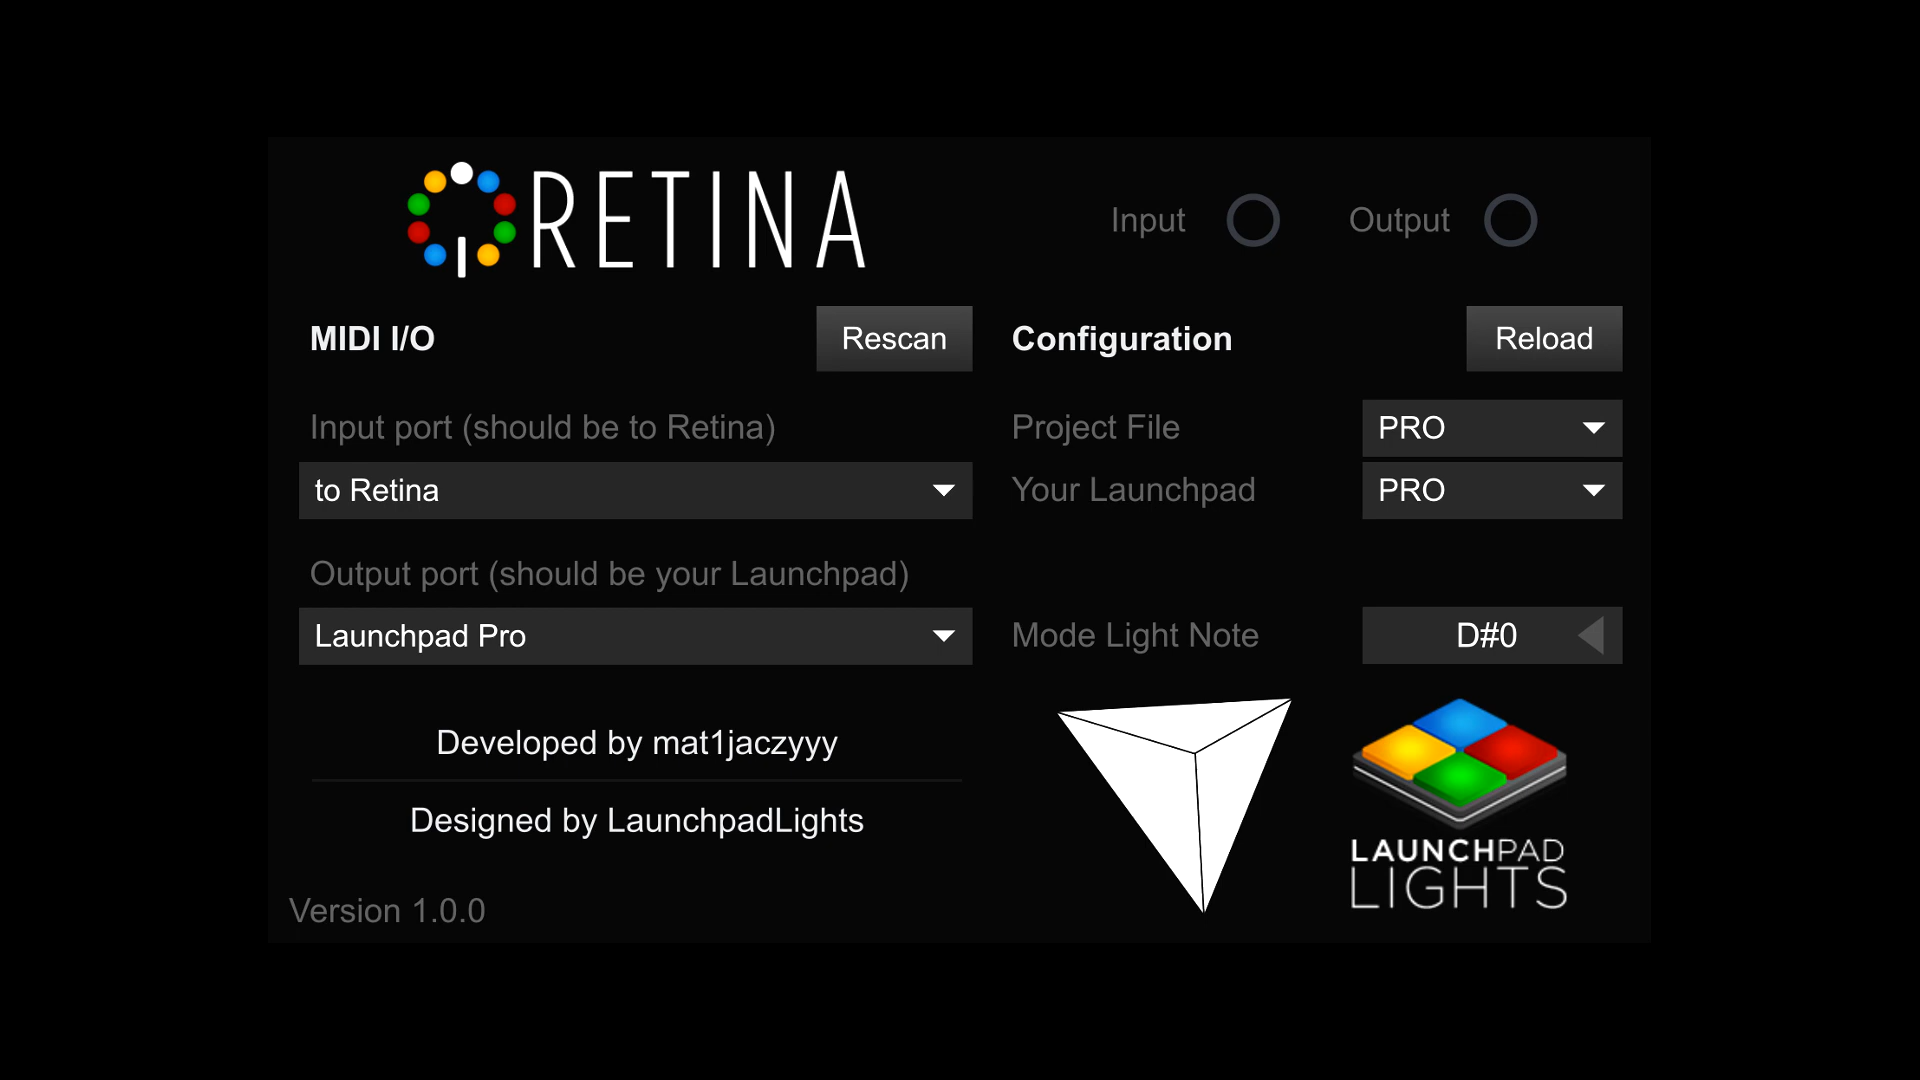 RETINA
Input
Output
MIDI I/O
Rescan
Configuration
Reload
Input port (should be to Retina)
to Retina
Project File
PRO
Your Launchpad
PRO
Output port (should be your Launchpad)
Launchpad Pro
Mode Light Note
D#0
Developed by mat1jaczyyy
Designed by LaunchpadLights
LAUNCHPAD
LIGHTS
Version 1.0.0